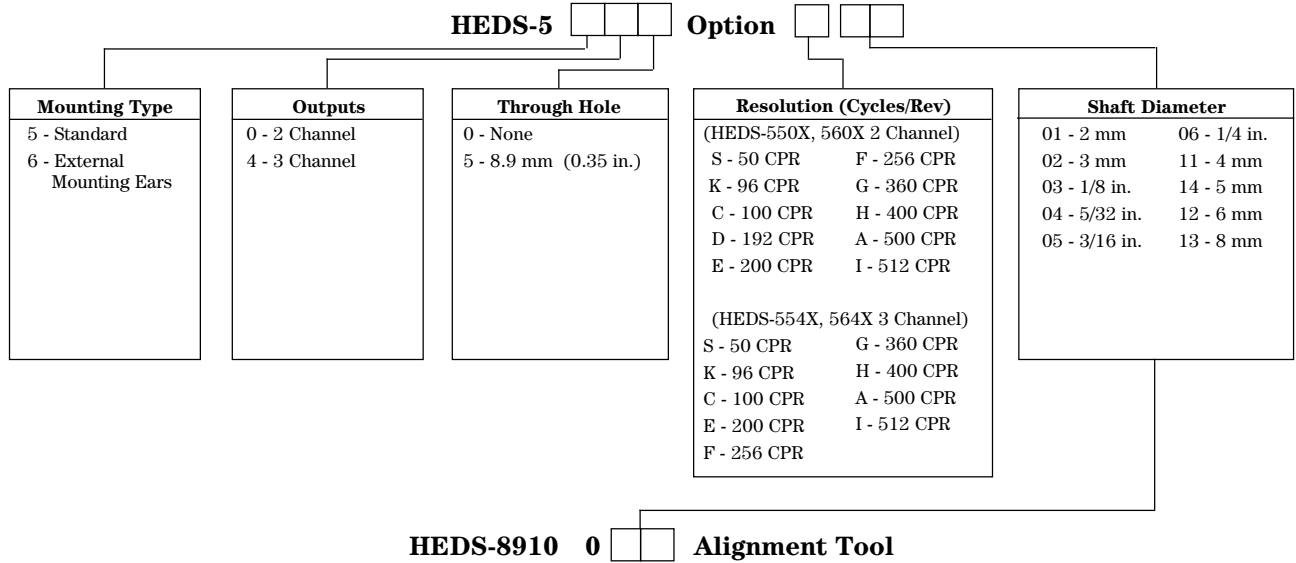 HEDS-5 Option
Mounting Type
5 - Standard
6 - External
Mounting Ears
Outputs
0 - 2 Channel
4 - 3 Channel
Through Hole
0 - None
5 - 8.9 mm (0.35 in.)
Resolution (Cycles/Rev)
(HEDS-550X, 560X 2 Channel)
S - 50 CPR F - 256 CPR
K - 96 CPR G - 360 CPR
C - 100 CPR H - 400 CPR
D - 192 CPR A - 500 CPR
E - 200 CPR I - 512 CPR
(HEDS-554X, 564X 3 Channel)
S - 50 CPR G - 360 CPR
K - 96 CPR H - 400 CPR
C - 100 CPR A - 500 CPR
E - 200 CPR I - 512 CPR
F - 256 CPR
Shaft Diameter
01 - 2 mm 06 - 1/4 in.
02 - 3 mm 11 - 4 mm
03 - 1/8 in. 14 - 5 mm
04 - 5/32 in. 12 - 6 mm
05 - 3/16 in. 13 - 8 mm
HEDS-8910 0 Alignment Tool